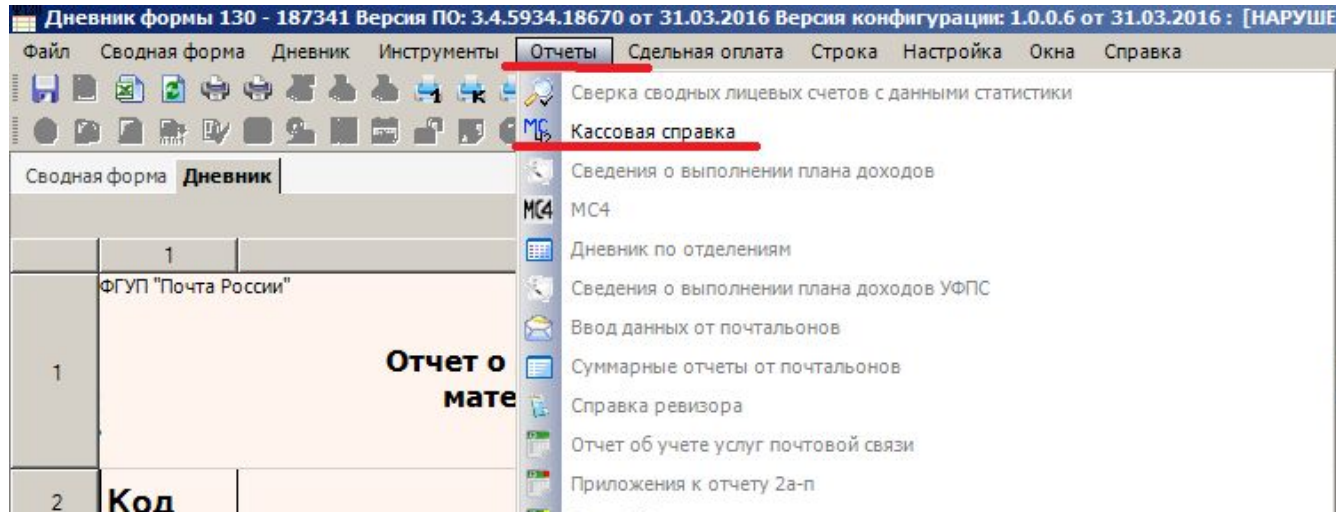 Дневник формы 130 - 187341 Версия ПО: 3.4.5934.18670 от 31.03.2016 Версия конфигурации: 1.0.0.6 от 31.03.2016 : [НАРУШЕ
Файл Сводная форма Дневник Инструменты Отчеты Сдельная оплата Строка Настройка Окна Справка
Сверка сводных лицевых счетов с данными статистики
Кассовая справка
Сводная форма Дневник
Сведения о выполнении плана доходов
МС4 МС4
Дневник по отделениям
1
ФГУП "Почта России"
Сведения о выполнении плана доходов УФПС
Ввод данных от почтальонов
1
Отчет о
мате
Суммарные отчеты от почтальонов
Справка ревизора
Отчет об учете услуг почтовой связи
Приложения к отчету 2а-п
2 Код